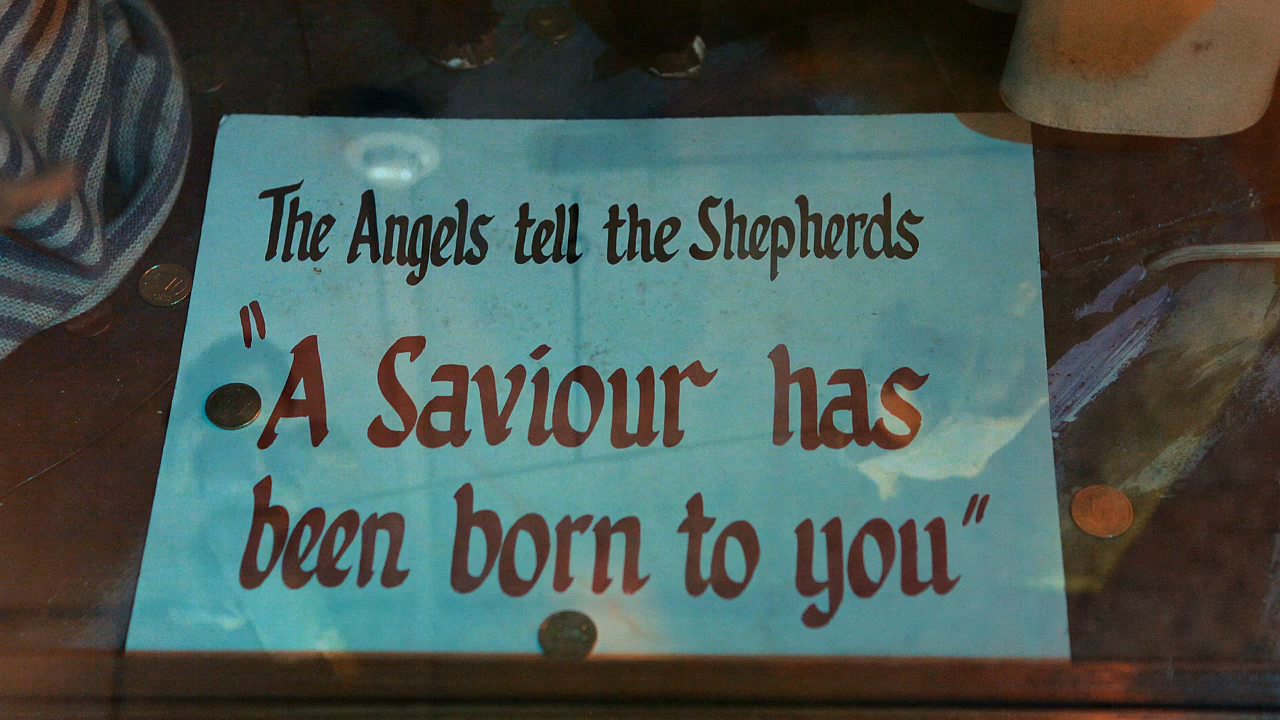 The Angels tell the Shepherds
"A Saviour has
been born to you"